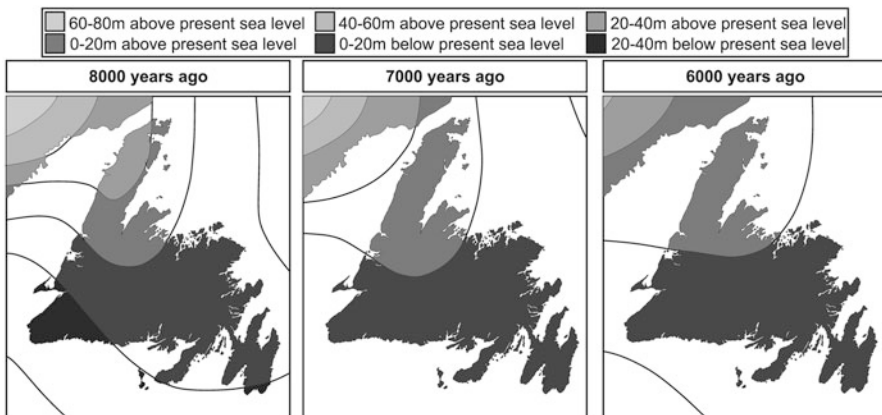 60-80m above present sea level 40-60m above present sea level 20-40m above present sea level
0-20m above present sea level 0-20m below present sea level 20-40m below present sea level
8000 years ago 7000 years ago 6000 years ago